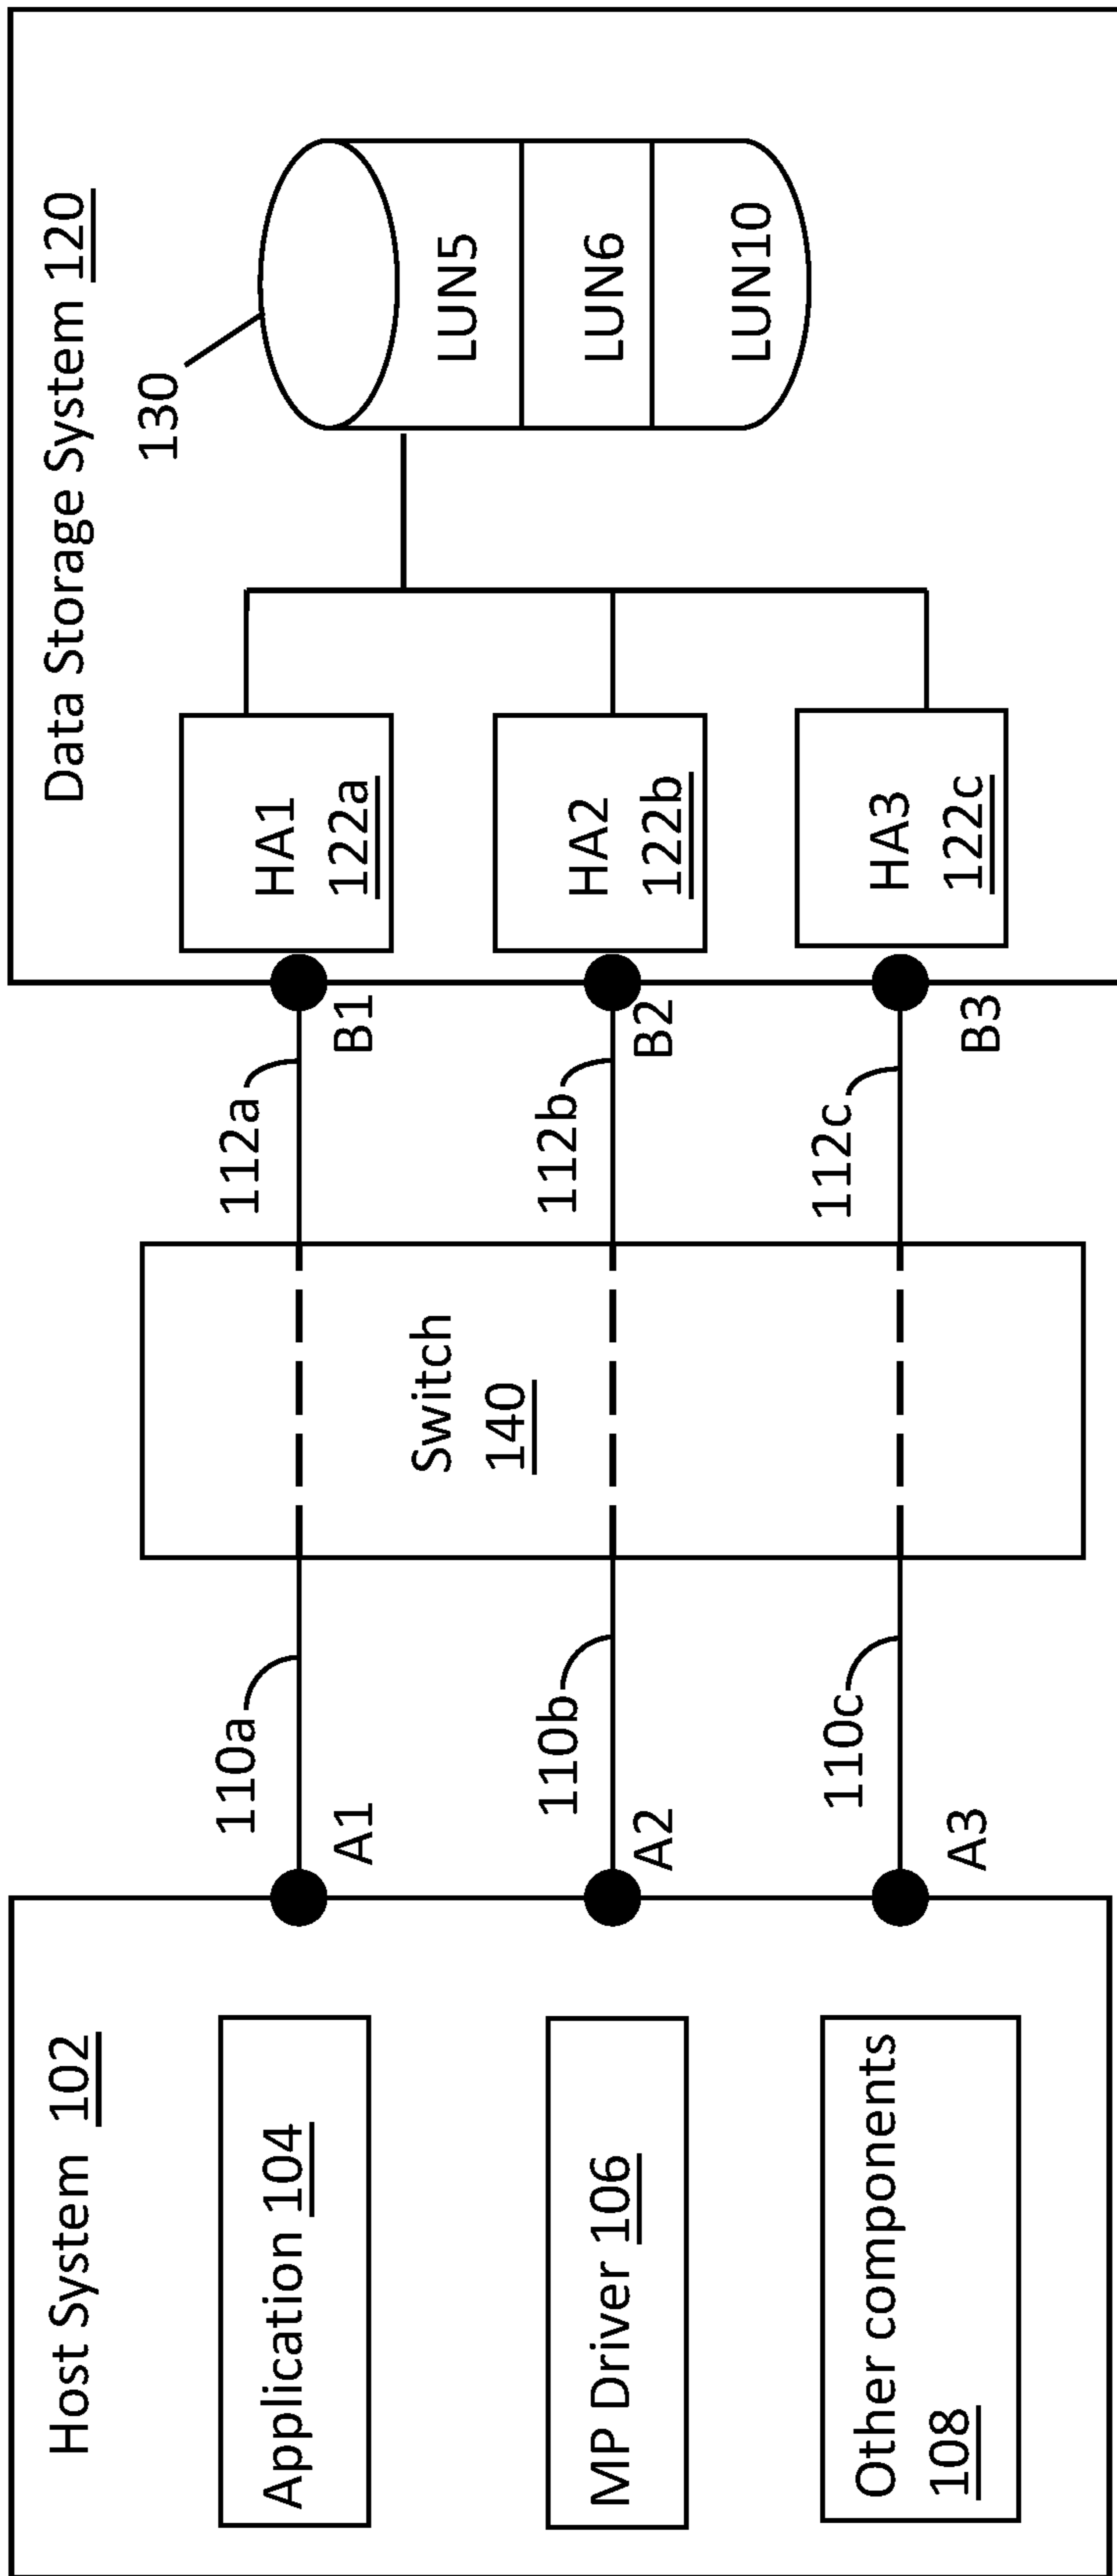 Host System 102
Application 104
MP Driver 106
Other components
108
A1
A2
A3
110a
110b
110c
Switch
140
112a
112b
112c
B1
B2
B3
Data Storage System 120
HA1
122a
HA2
122b
HA3
122c
130
LUN5
LUN6
LUN10